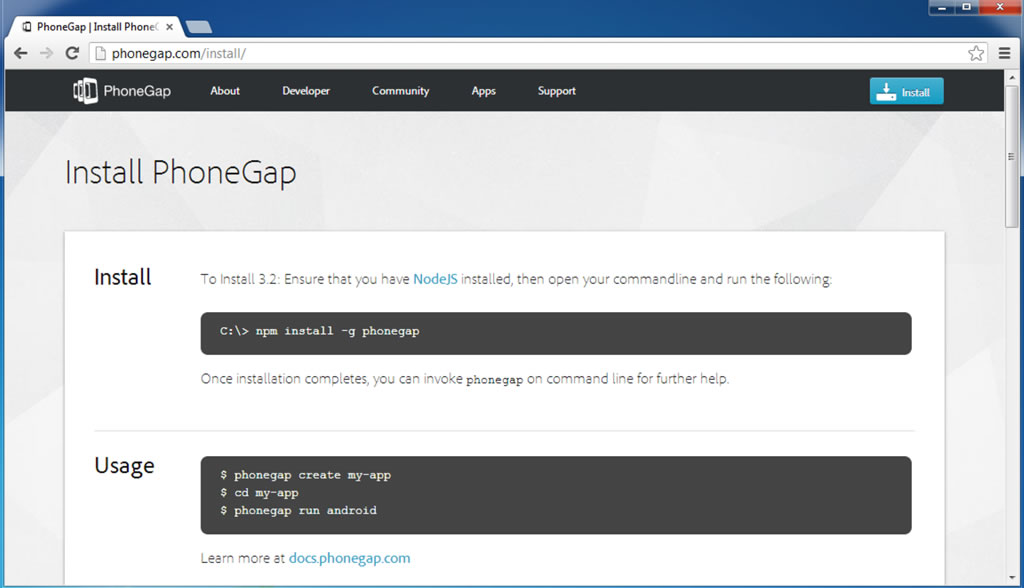 PhoneGap | Install PhoneG
phonegap.com/install/
PhoneGap About Developer Community Apps Support Install
Install PhoneGap
Install
To Install 3.2: Ensure that you have NodeJS installed, then open your commandline and run the following:
C:\> npm install -g phonegap
Once installation completes, you can invoke phonegap on command line for further help.
Usage
$ phonegap create my-app
$ cd my-app
$ phonegap run android
Learn more at docs.phonegap.com